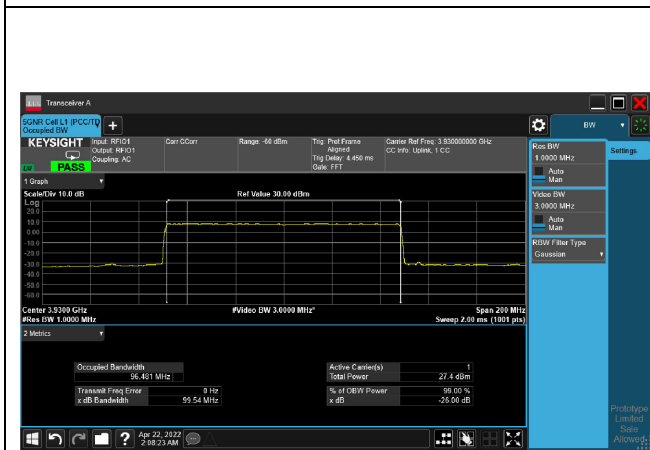 Transceiver A
5GNR Cell L1 (PCC/TD
Occupied BW
BW
KEYSIGHT
Input: RFIO1
Output: RFIO1
Coupling: AC
Corr CCorr
Range: -60 dBm
Trig: Pret Frame
Aligned
Trig Delay: 4.450 ms
Gate: FFT
Carrier Ref Freq: 3.930000000 GHz
CC Info: Uplink, 1 CC
PASS
Res BW
1.0000 MHz
Auto
Man
Settings
Video BW
3.0000 MHz
Auto
Man
RBW Filter Type
Gaussian
1 Graph
Scale/Div 10.0 dB
Ref Value 30.00 dBm
Log
20.0
10.0
0.00
-10.0
-20.0
-30.0
-40.0
-50.0
-60.0
Center 3.9300 GHz
#Video BW 3.0000 MHz*
Span 200 MHz
#Res BW 1.0000 MHz
Sweep 2.00 ms (1001 pts)
2 Metrics
Occupied Bandwidth
96.481 MHz
Active Carrier(s) 1
Total Power 27.4 dBm
Transmit Freq Error 0 Hz
x dB Bandwidth 99.54 MHz
% of OBW Power 99.00 %
x dB -26.00 dB
Prototype
Limited
Sale
Allowed
?
Apr 22, 2022
2:08:23 AM